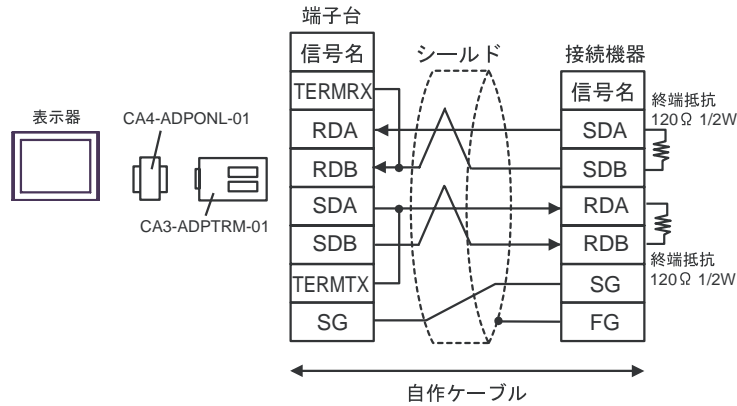 端子台
信号名
TERMRX
RDA
RDB
SDA
SDB
TERMTX
SG
シールド
接続機器
信号名
SDA
SDB
RDA
RDB
SG
FG
終端抵抗
120Ω 1/2W
終端抵抗
120Ω 1/2W
表示器
CA4-ADPONL-01
CA3-ADPTRM-01
自作ケーブル